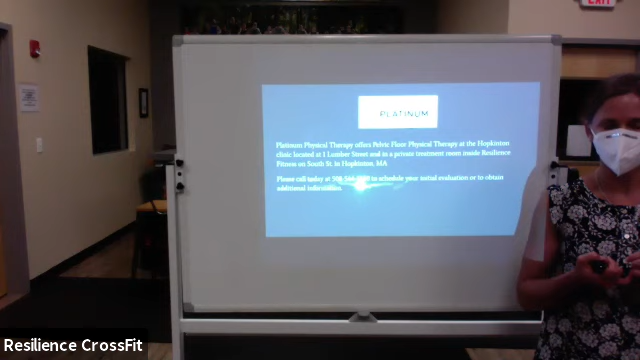 EXIT
PLATINUM
Platinum Physical Therapy offers Pelvic Floor Physical Therapy at the Hopkinton
clinic located at 1 Lumber Street and in a private treatment room inside Resilience
Fitness on South St. in Hopkinton, MA
Please call today at to schedule your initial evaluation or to obtain
additional information.
Resilience CrossFit